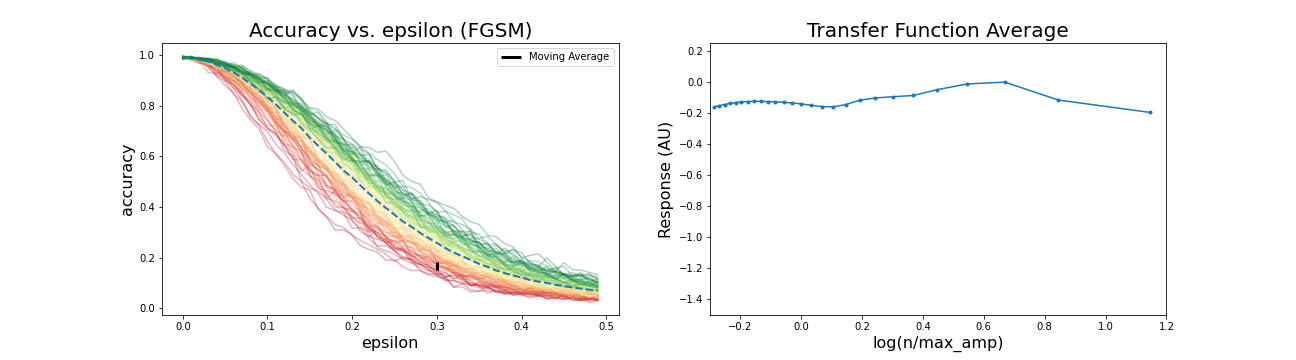 Accuracy vs. epsilon (FGSM)
Moving Average
accuracy
1.0
0.8
0.6
0.4
0.2
0.0
0.0 0.1 0.2 0.3 0.4 0.5
epsilon
Transfer Function Average
Response (AU)
0.2
0.0
−0.2
−0.4
−0.6
−0.8
−1.0
−1.2
−1.4
−0.2 0.0 0.2 0.4 0.6 0.8 1.0 1.2
log(n/max_amp)